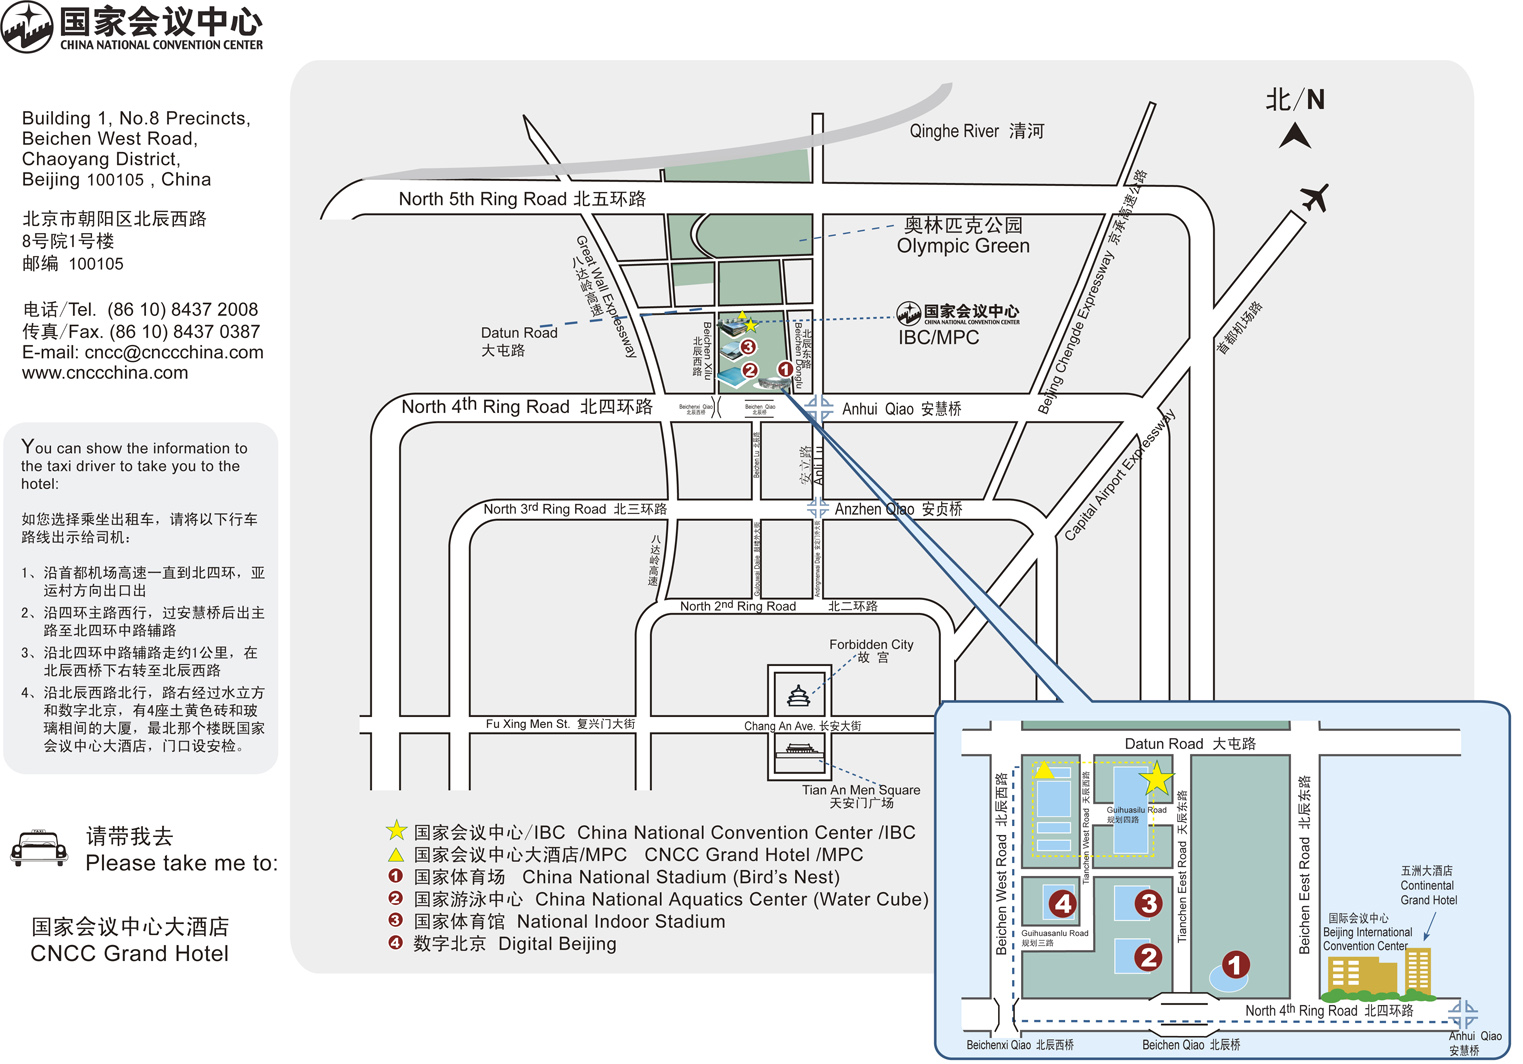 国家会议中心
CHINA NATIONAL CONVENTION CENTER
Building 1, No.8 Precincts,
Beichen West Road,
Chaoyang District,
Beijing 100105 , China
北京市朝阳区北辰西路
8号院1号楼
邮编 100105
电话/Tel. (86 10) 8437 2008
传真/Fax. (86 10) 8437 0387
E-mail: cncc@cnccchina.com
www.cnccchina.com
You can show the information to
the taxi driver to take you to the
hotel:
如您选择乘坐出租车，请将以下行车
路线出示给司机：
1、沿首都机场高速一直到北四环，亚
运村方向出口出
2、沿四环主路西行，过安慧桥后出主
路至北四环中路辅路
3、沿北四环中路辅路走约1公里，在
北辰西桥下右转至北辰西路
4、沿北辰西路北行，路右经过水立方
和数字北京，有4座土黄色砖和玻
璃相间的大厦，最北那个楼既国家
会议中心大酒店，门口设安检。
请带我去
Please take me to:
国家会议中心大酒店
CNCC Grand Hotel
北/N
Qinghe River 清河
North 5th Ring Road 北五环路
奥林匹克公园
Olympic Green
Great Wall Expressway
八达岭高速
Beijing Chengde Expressway 京承高速公路
首都机场路
Capital Airport Expressway
国家会议中心
CHINA NATIONAL CONVENTION CENTER
IBC/MPC
Datun Road
大屯路
Beichen Xilu
北辰西路
北辰东路
Beichen Donglu
3
2
1
North 4th Ring Road 北四环路
Beichenxi Qiao
北辰西桥
Beichen Qiao
北辰桥
Anhui Qiao 安慧桥
Beichen Lu 北辰路
安立路
Anli Lu
North 3rd Ring Road 北三环路
Anzhen Qiao 安贞桥
八达岭高速
Gulouwai Dajie 鼓楼外大街
Andingmenwai Dajie 安定门外大街
North 2nd Ring Road 北二环路
Forbidden City
故宫
Fu Xing Men St. 复兴门大街
Chang An Ave. 长安大街
Tian An Men Square
天安门广场
国家会议中心/IBC China National Convention Center /IBC
国家会议中心大酒店/MPC CNCC Grand Hotel /MPC
1 国家体育场 China National Stadium (Bird's Nest)
2 国家游泳中心 China National Aquatics Center (Water Cube)
3 国家体育馆 National Indoor Stadium
4 数字北京 Digital Beijing
Datun Road 大屯路
Beichen West Road 北辰西路
Tianchen West Road 天辰西路
Guihuasilu Road
规划四路
Tianchen Eest Road 天辰东路
Beichen Eest Road 北辰东路
五洲大酒店
Continental
Grand Hotel
国际会议中心
Beijing International
Convention Center
4
3
Guihuasanlu Road
规划三路
2
1
North 4th Ring Road 北四环路
Beichenxi Qiao 北辰西桥
Beichen Qiao 北辰桥
Anhui Qiao
安慧桥